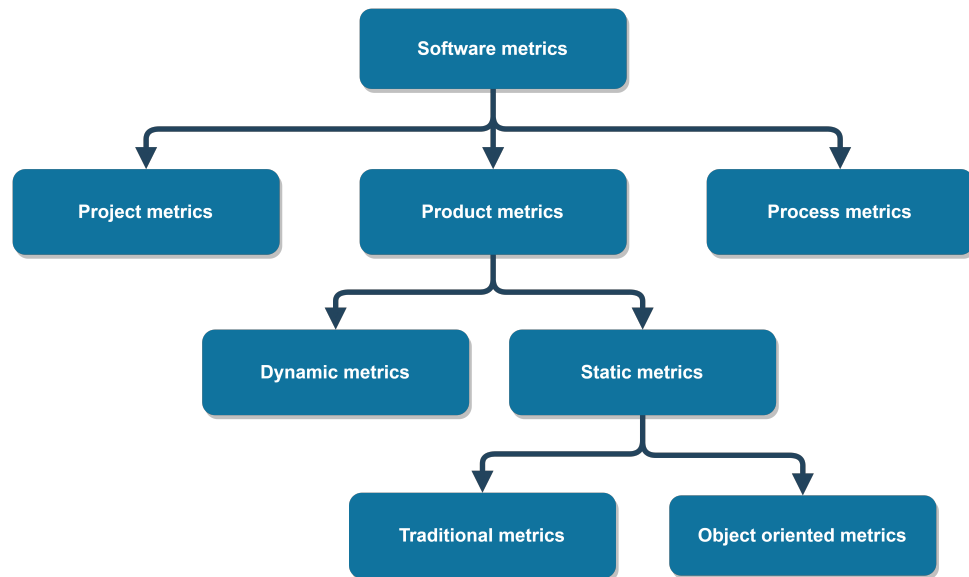 Software metrics
Project metrics
Product metrics
Process metrics
Dynamic metrics
Static metrics
Traditional metrics
Object oriented metrics